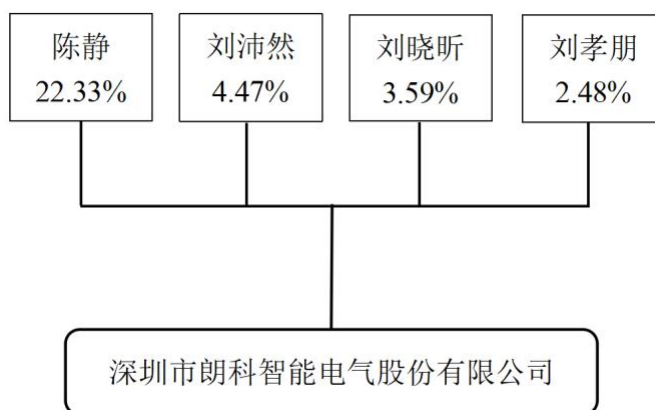 陈静
22.33%
刘沛然
4.47%
刘晓昕
3.59%
刘孝朋
2.48%
深圳市朗科智能电气股份有限公司